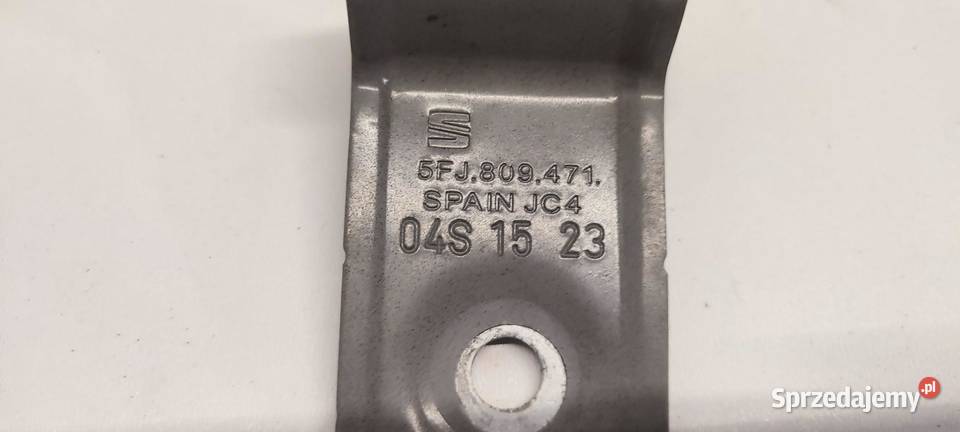 5FJ.809.471.
SPAIN JC4
04S 15 23
Sprzedajemy.pl